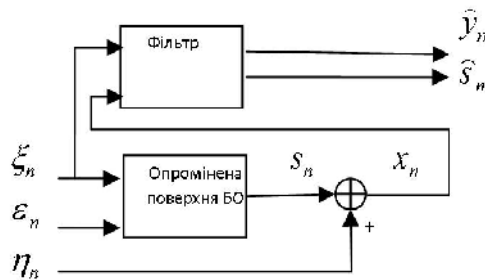 Фільтр
ŷₙ
ŝₙ
ξₙ
Опромінена
поверхня БО
sₙ
xₙ
εₙ
+
ηₙ